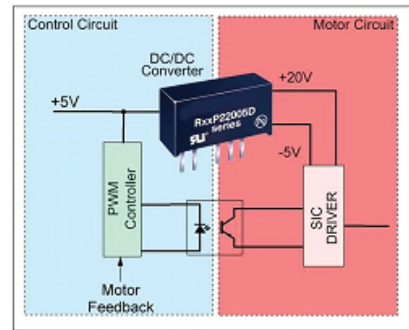 Control Circuit
Motor Circuit
DC/DC
Converter
+5V
+20V
RxxP22005D
series
-5V
PWM
Controller
SIC
DRIVER
Motor
Feedback